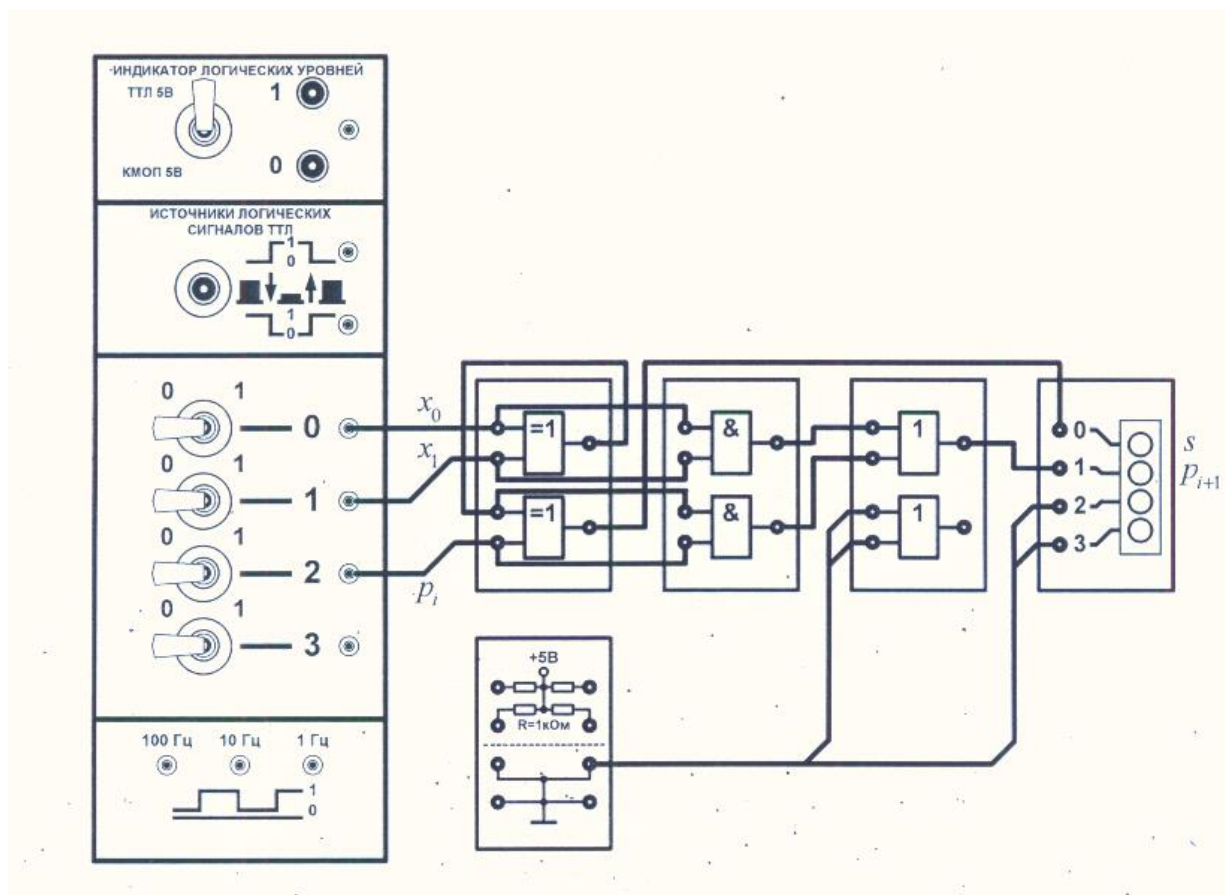 ИНДИКАТОР ЛОГИЧЕСКИХ УРОВНЕЙ
ТТЛ 5В
1
КМОП 5В
0
ИСТОЧНИКИ ЛОГИЧЕСКИХ
СИГНАЛОВ ТТЛ
1
0
1
0
0 1
0
0 1
1
0 1
2
0 1
3
100 Гц 10 Гц 1 Гц
1
0
x₀
x₁
pᵢ
=1
=1
&
&
1
1
0
1
2
3
s
pᵢ₊₁
+5В
R=1кОм